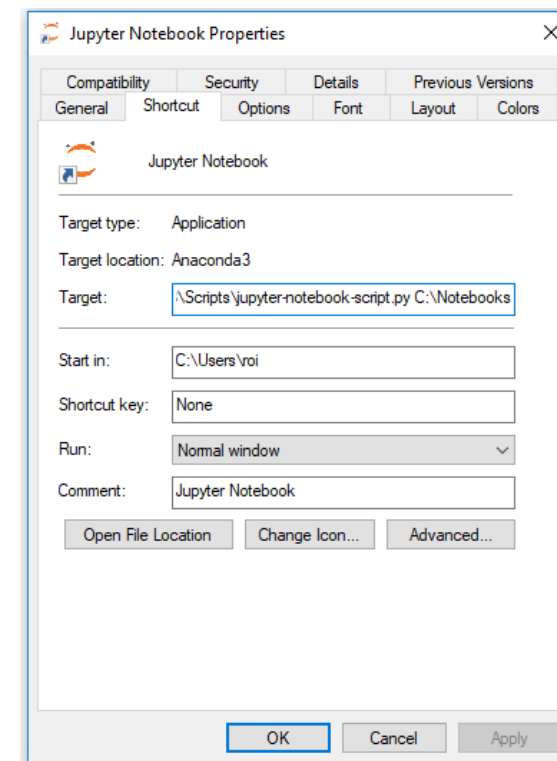 Jupyter Notebook Properties
Compatibility Security Details Previous Versions
General Shortcut Options Font Layout Colors
Jupyter Notebook
Target type: Application
Target location: Anaconda3
Target: \Scripts\jupyter-notebook-script.py C:\Notebooks
Start in: C:\Users\roi
Shortcut key: None
Run: Normal window
Comment: Jupyter Notebook
Open File Location Change Icon... Advanced...
OK Cancel Apply